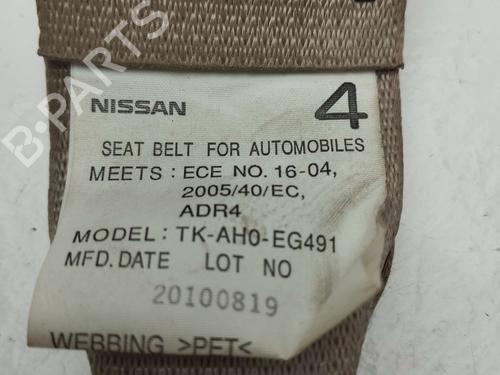 B-PARTS
NISSAN 4
SEAT BELT FOR AUTOMOBILES
MEETS: ECE NO. 16-04,
2005/40/EC,
ADR4
MODEL: TK-AH0-EG491
MFD.DATE LOT NO
20100819
WEBBING >PET<
B-PARTS